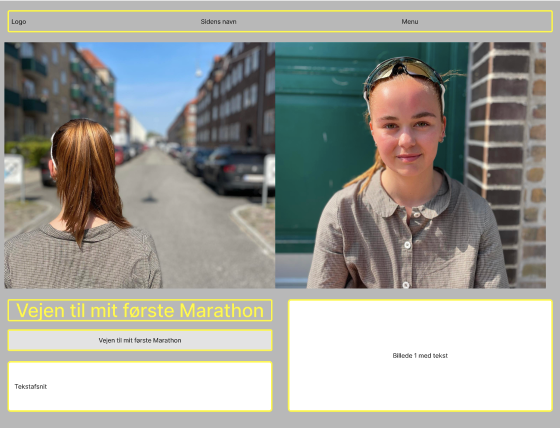 Logo
Sidens navn
Menu
Vejen til mit første Marathon
Vejen til mit første Marathon
Tekstafsnit
Billede 1 med tekst